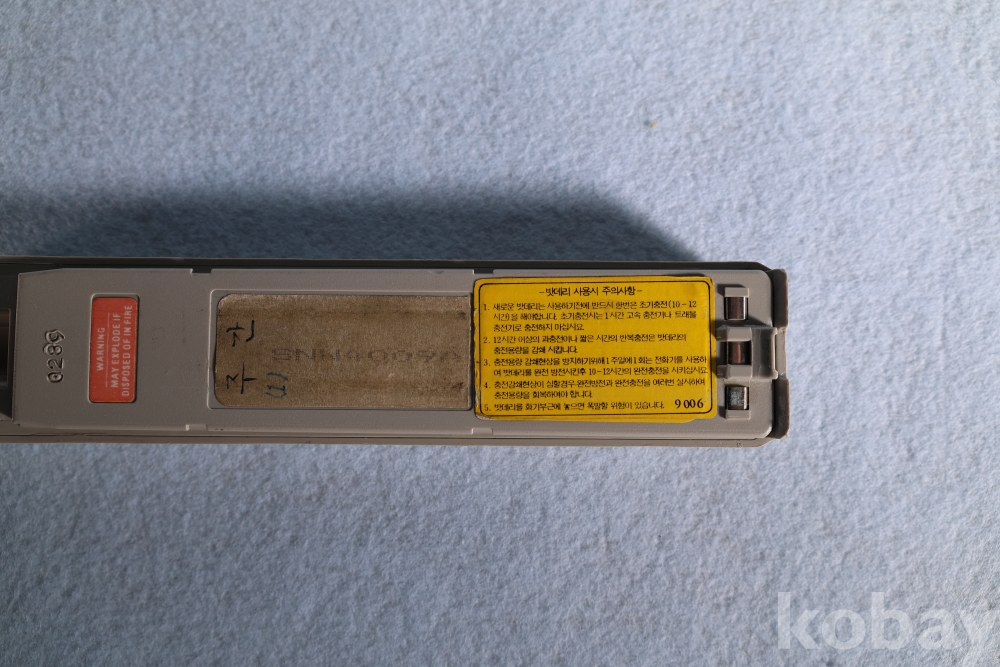 0289
WARNING
MAY EXPLODE IF
DISPOSED OF IN FIRE
주간
(1)
- 밧데리 사용시 주의사항 -
1. 새로운 밧데리는 사용하기전에 반드시 한번은 초기충전(10~12
시간)을 해야합니다. 초기충전시는 1시간 고속 충전기나 트래블
충전기로 충전하지 마십시요.
2. 12시간 이상의 과충전이나 짧은 시간의 반복충전은 밧데리의
충전용량을 감쇄 시킵니다.
3. 충전용량 감쇄현상을 방지하기위해 1주일에 1회는 전화기를 사용하
여 밧데리를 완전 방전시킨후 10~12시간의 완전충전을 시키십시요
4. 충전감쇄현상이 심할경우 완전방전과 완전충전을 여러번 실시하여
충전용량을 회복하여야 합니다.
5. 밧데리를 화기부근에 놓으면 폭발할 위험이 있습니다. 9006
kobay